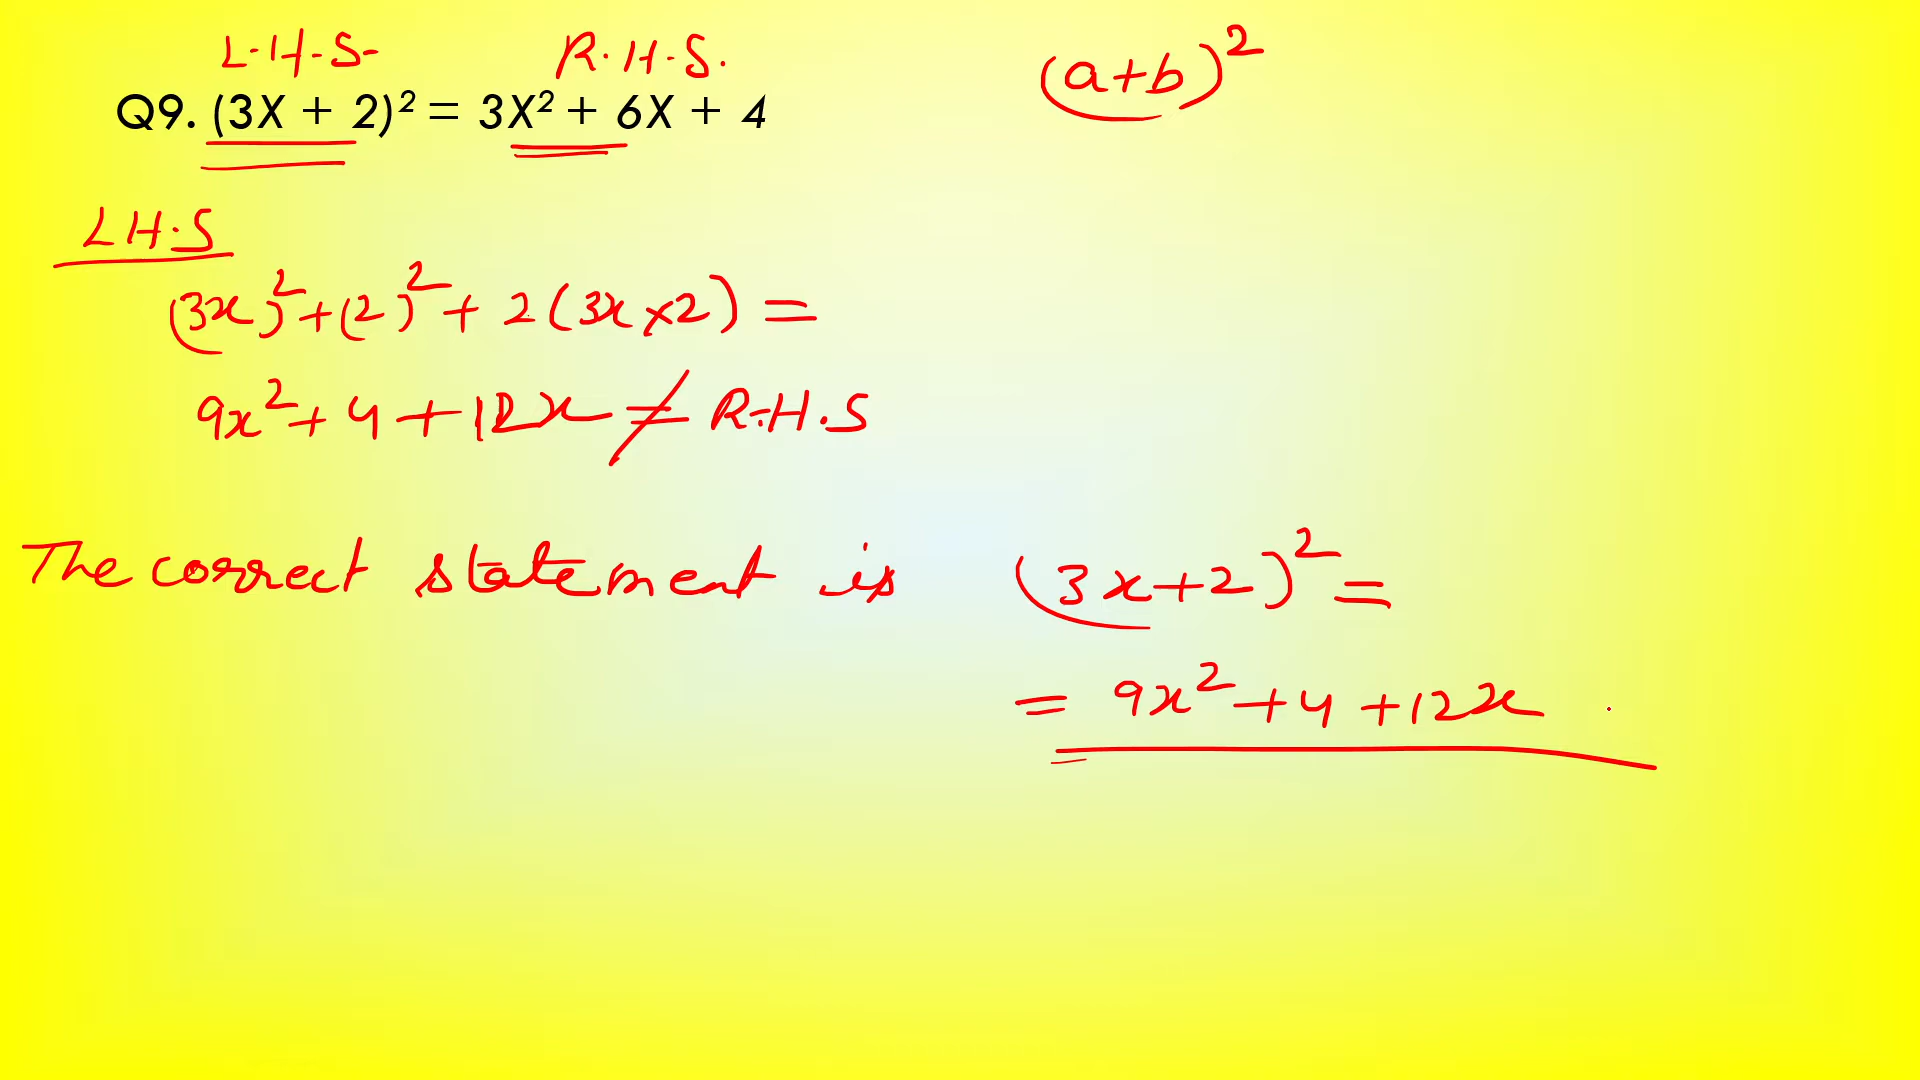 L.H.S. R.H.S. (a+b)²
Q9. (3X + 2)² = 3X² + 6X + 4
L.H.S
(3x)² + (2)² + 2(3x×2) =
9x² + 4 + 12x ≠ R.H.S
The correct statement is (3x+2)² =
= 9x² + 4 + 12x